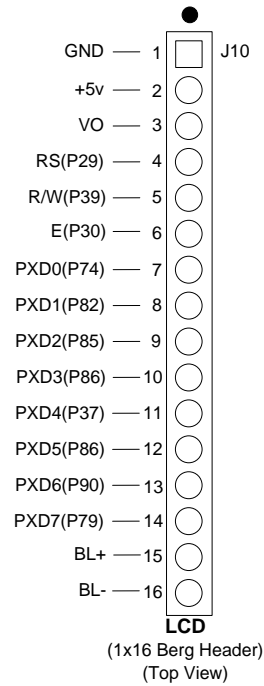 GND 1 J10
+5v 2
VO 3
RS(P29) 4
R/W(P39) 5
E(P30) 6
PXD0(P74) 7
PXD1(P82) 8
PXD2(P85) 9
PXD3(P86) 10
PXD4(P37) 11
PXD5(P86) 12
PXD6(P90) 13
PXD7(P79) 14
BL+ 15
BL- 16
LCD
(1x16 Berg Header)
(Top View)